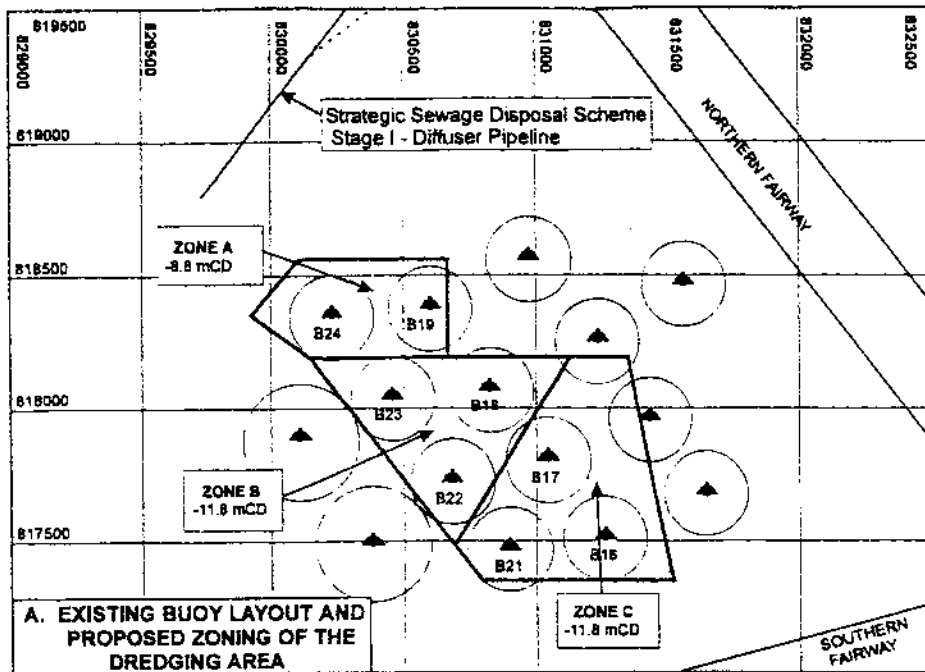 819500
829000
829500
830000
830500
831000
831500
832000
832500
Strategic Sewage Disposal Scheme
Stage I - Diffuser Pipeline
819000
NORTHERN FAIRWAY
ZONE A
-8.8 mCD
818500
B24
B19
818000
B23
B18
B17
B22
ZONE B
-11.8 mCD
817500
B21
B16
ZONE C
-11.8 mCD
A. EXISTING BUOY LAYOUT AND
PROPOSED ZONING OF THE
DREDGING AREA
SOUTHERN
FAIRWAY